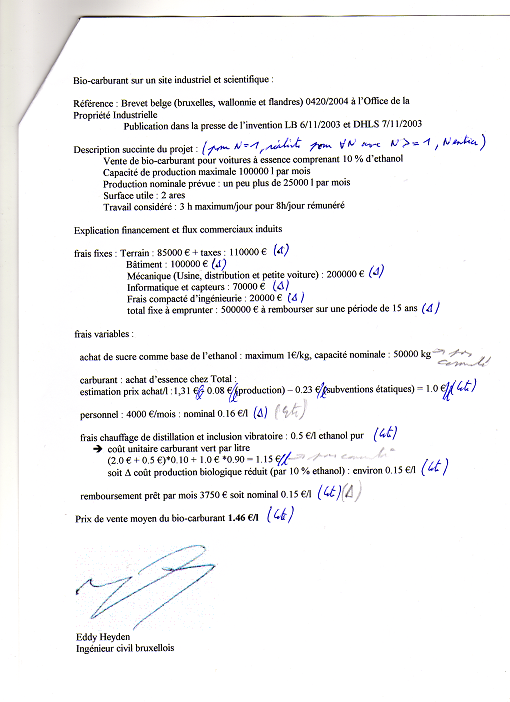 Bio-carburant sur un site industriel et scientifique :
Référence : Brevet belge (bruxelles, wallonie et flandres) 0420/2004 à l'Office de la
Propriété Industrielle
Publication dans la presse de l'invention LB 6/11/2003 et DHLS 7/11/2003
Description succinte du projet : (pour N=1, réaliste pour ∀N avec N>=1, N entier)
Vente de bio-carburant pour voitures à essence comprenant 10 % d'ethanol
Capacité de production maximale 100000 l par mois
Production nominale prévue : un peu plus de 25000 l par mois
Surface utile : 2 ares
Travail considéré : 3 h maximum/jour pour 8h/jour rémunéré
Explication financement et flux commerciaux induits
frais fixes : Terrain : 85000 € + taxes : 110000 € (Δ)
Bâtiment : 100000 € (Δ)
Mécanique (Usine, distribution et petite voiture) : 200000 € (Δ)
Informatique et capteurs : 70000 € (Δ)
Frais compacté d'ingénieurie : 20000 € (Δ)
total fixe à emprunter : 500000 € à rembourser sur une période de 15 ans (Δ)
frais variables :
achat de sucre comme base de l'ethanol : maximum 1€/kg, capacité nominale : 50000 kg → pas
carburant : achat d'essence chez Total :
estimation prix achat/l : 1,31 €/l- 0.08 €/l(production) – 0.23 €/l(subventions étatiques) = 1.0 €/l (Cte)
personnel : 4000 €/mois : nominal 0.16 €/l (Δ) (Cte)
frais chauffage de distillation et inclusion vibratoire : 0.5 €/l ethanol pur (Cte)
➔ coût unitaire carburant vert par litre
(2.0 € + 0.5 €)*0.10 + 1.0 € *0.90 = 1.15 €/l → pas
soit Δ coût production biologique réduit (par 10 % ethanol) : environ 0.15 €/l (Cte)
remboursement prêt par mois 3750 € soit nominal 0.15 €/l (Cte)(Δ)
Prix de vente moyen du bio-carburant 1.46 €/l (Cte)
Eddy Heyden
Ingénieur civil bruxellois